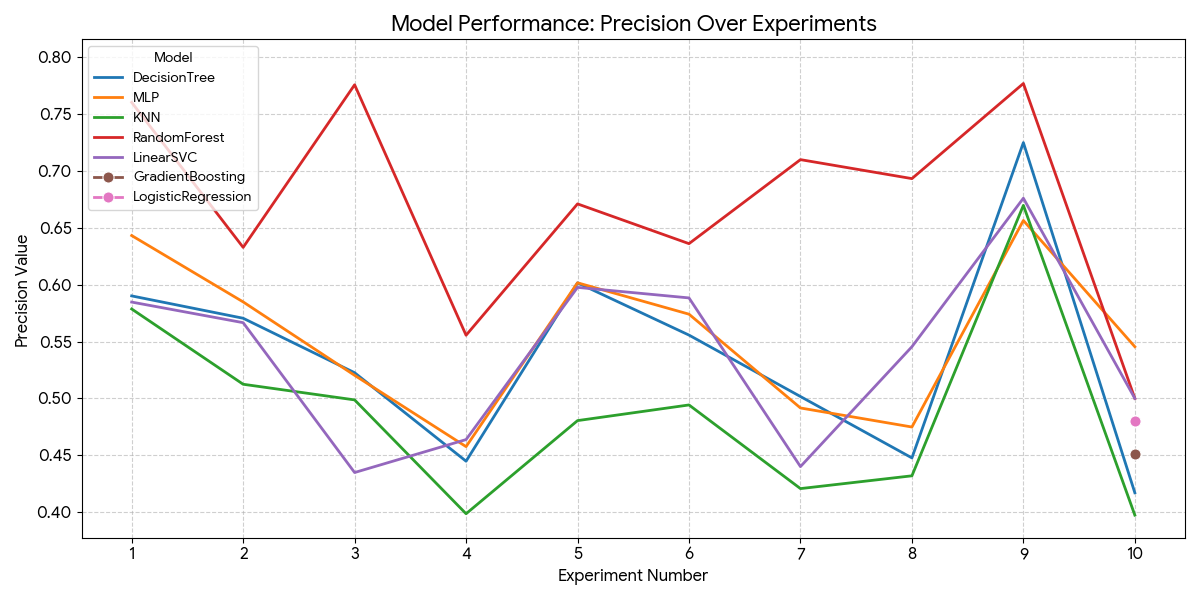 Model Performance: Precision Over Experiments
Model
DecisionTree
MLP
KNN
RandomForest
LinearSVC
GradientBoosting
LogisticRegression
Precision Value
0.80
0.75
0.70
0.65
0.60
0.55
0.50
0.45
0.40
1 2 3 4 5 6 7 8 9 10
Experiment Number